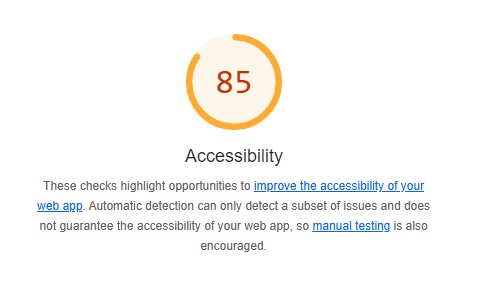 85
Accessibility
These checks highlight opportunities to improve the accessibility of your
web app. Automatic detection can only detect a subset of issues and does
not guarantee the accessibility of your web app, so manual testing is also
encouraged.